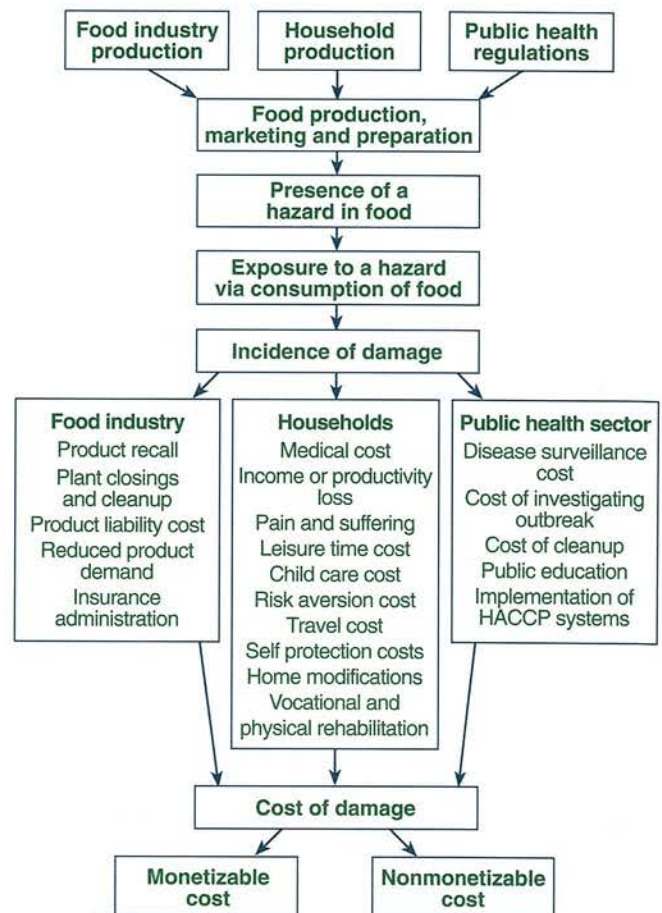 Food industry
production
Household
production
Public health
regulations
Food production,
marketing and preparation
Presence of a
hazard in food
Exposure to a hazard
via consumption of food
Incidence of damage
Food industry
Product recall
Plant closings
and cleanup
Product liability cost
Reduced product
demand
Insurance
administration
Households
Medical cost
Income or productivity
loss
Pain and suffering
Leisure time cost
Child care cost
Risk aversion cost
Travel cost
Self protection costs
Home modifications
Vocational and
physical rehabilitation
Public health sector
Disease surveillance
cost
Cost of investigating
outbreak
Cost of cleanup
Public education
Implementation of
HACCP systems
Cost of damage
Monetizable
cost
Nonmonetizable
cost